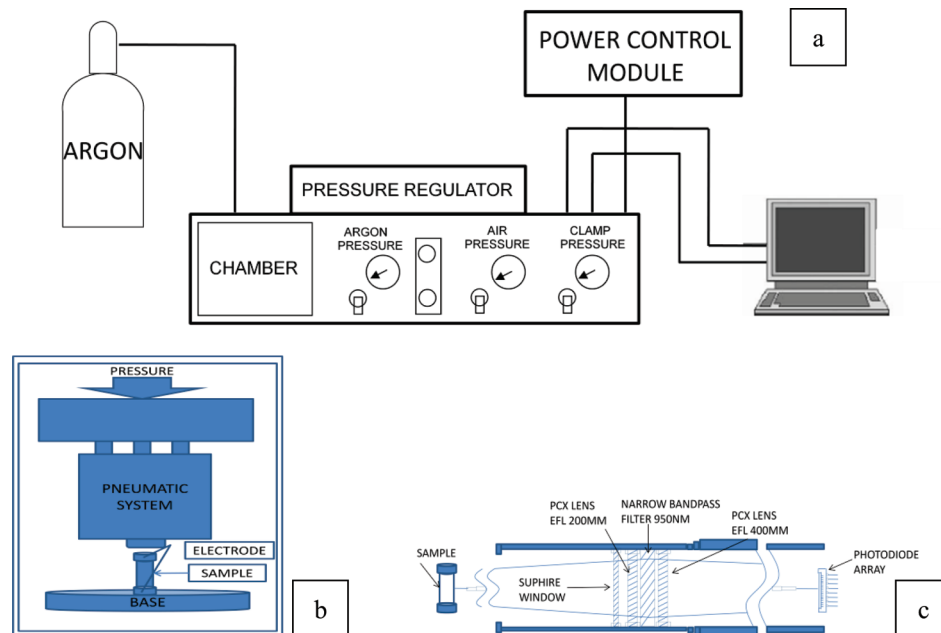 POWER CONTROL
MODULE
a
ARGON
PRESSURE REGULATOR
CHAMBER
ARGON
PRESSURE
AIR
PRESSURE
CLAMP
PRESSURE
PRESSURE
PNEUMATIC
SYSTEM
ELECTRODE
SAMPLE
BASE
b
PCX LENS
EFL 200MM
NARROW BANDPASS
FILTER 950NM
PCX LENS
EFL 400MM
SAMPLE
SUPHIRE
WINDOW
PHOTODIODE
ARRAY
c